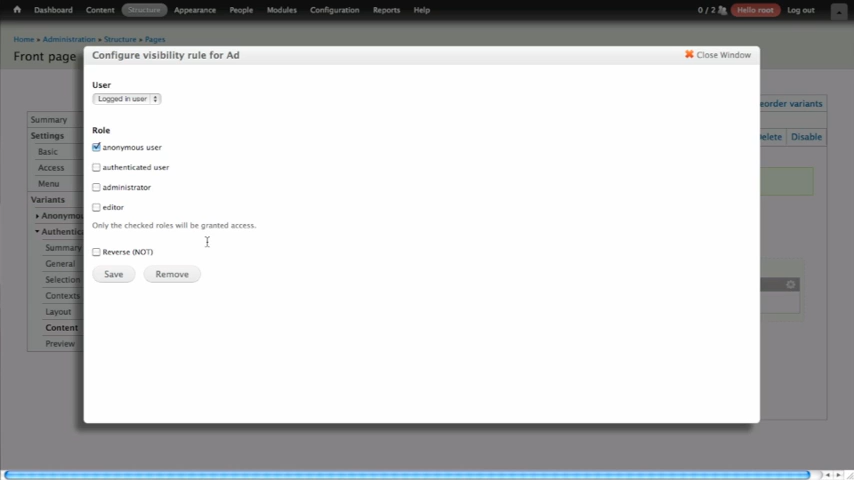 Dashboard Content Structure Appearance People Modules Configuration Reports Help 0 / 2 Hello root Log out
Home » Administration » Structure » Pages
Front page
Configure visibility rule for Ad
Close Window
User
Logged in user
Role
anonymous user
authenticated user
administrator
editor
Only the checked roles will be granted access.
Reverse (NOT)
Save Remove
Summary
Settings
Basic
Access
Menu
Variants
Anonymou
Authentica
Summary
General
Selection
Contexts
Layout
Content
Preview
eorder variants
Delete Disable